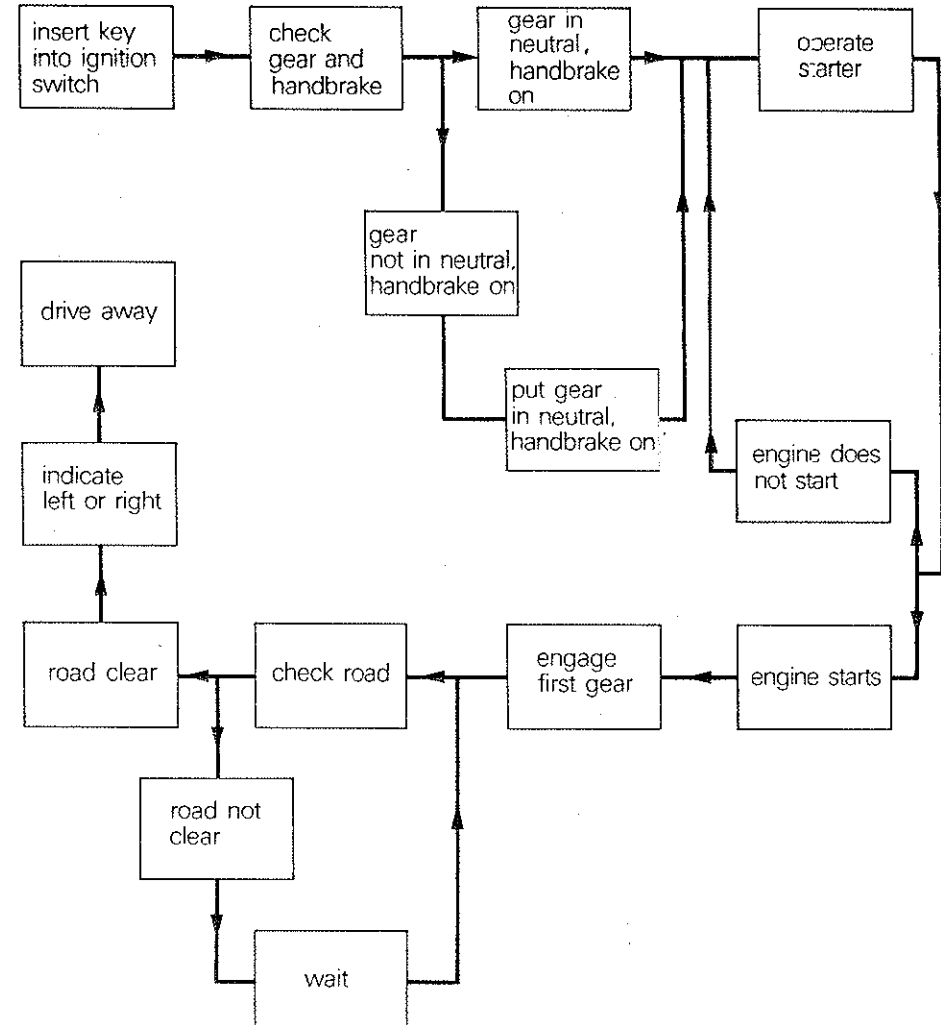 insert key
into ignition
switch
check
gear and
handbrake
gear in
neutral,
handbrake
on
operate
starter
gear
not in neutral,
handbrake on
put gear
in neutral,
handbrake on
engine does
not start
engine starts
engage
first gear
check road
road clear
road not
clear
wait
indicate
left or right
drive away